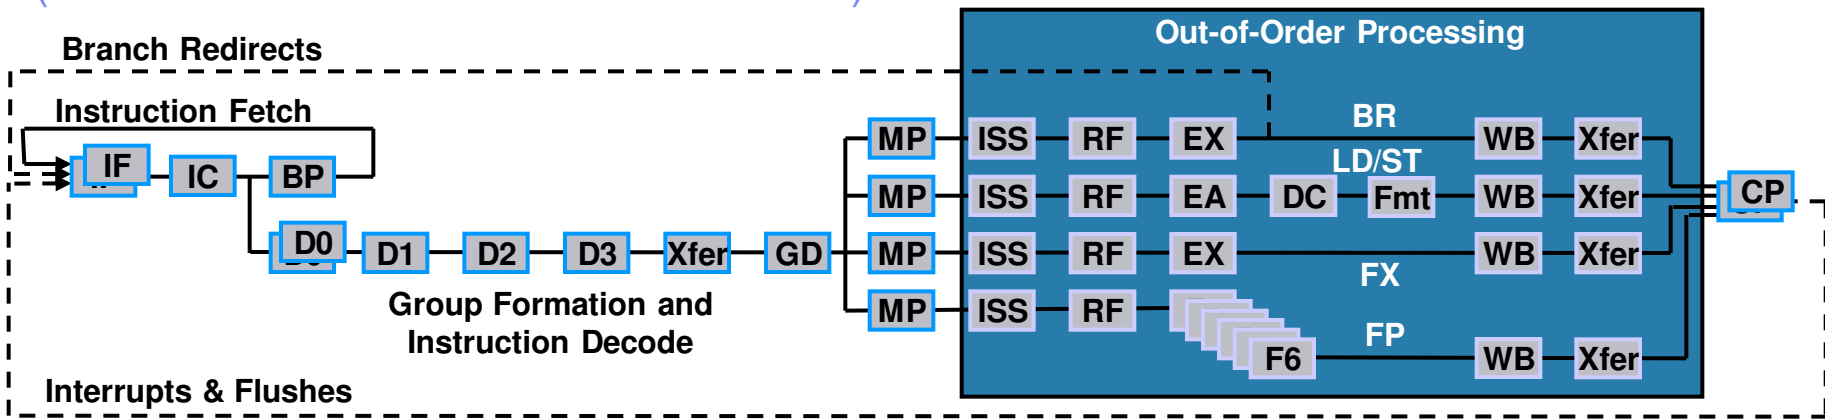 Out-of-Order Processing
Branch Redirects
Instruction Fetch
BR
MP ISS RF EX WB Xfer
LD/ST
IF IC BP
MP ISS RF EA DC Fmt WB Xfer
CP
D0 D1 D2 D3 Xfer GD MP ISS RF EX WB Xfer
FX
Group Formation and
Instruction Decode
MP ISS RF
FP
F6 WB Xfer
Interrupts & Flushes